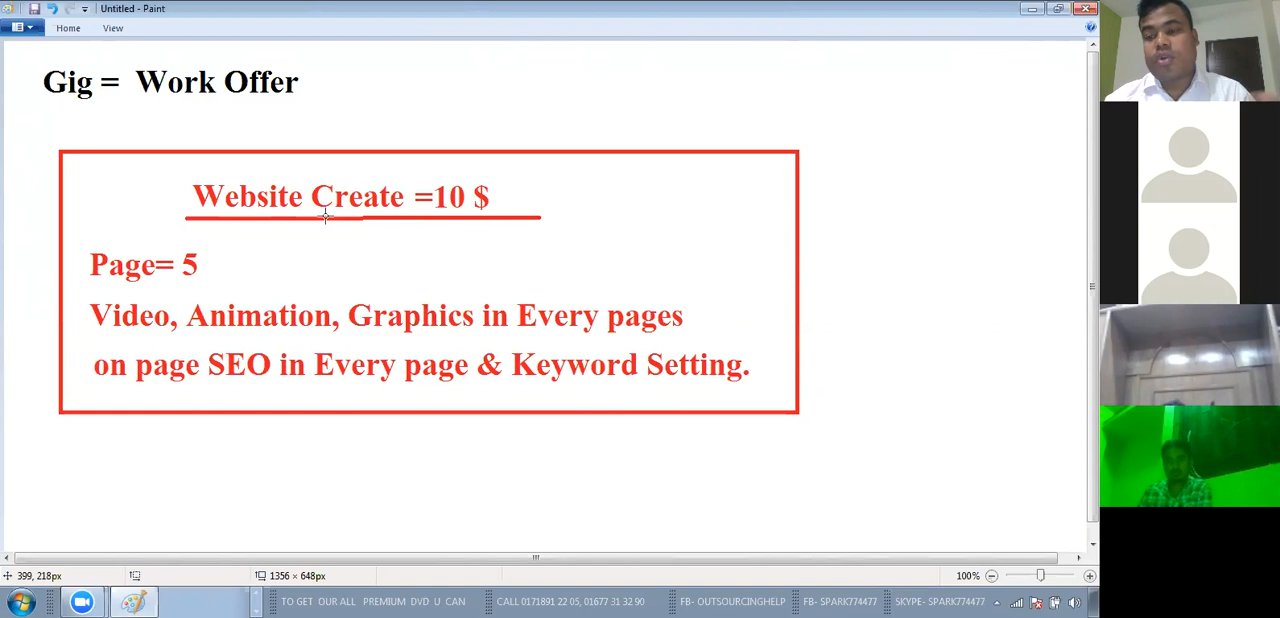 Untitled - Paint
Home View
Gig = Work Offer
Website Create =10 $
Page= 5
Video, Animation, Graphics in Every pages
on page SEO in Every page & Keyword Setting.
399, 218px
1356 × 648px
100%
TO GET OUR ALL PREMIUM DVD U CAN
CALL 0171891 22 05, 01677 31 32 90
FB- OUTSOURCINGHELP
FB- SPARK774477
SKYPE- SPARK774477